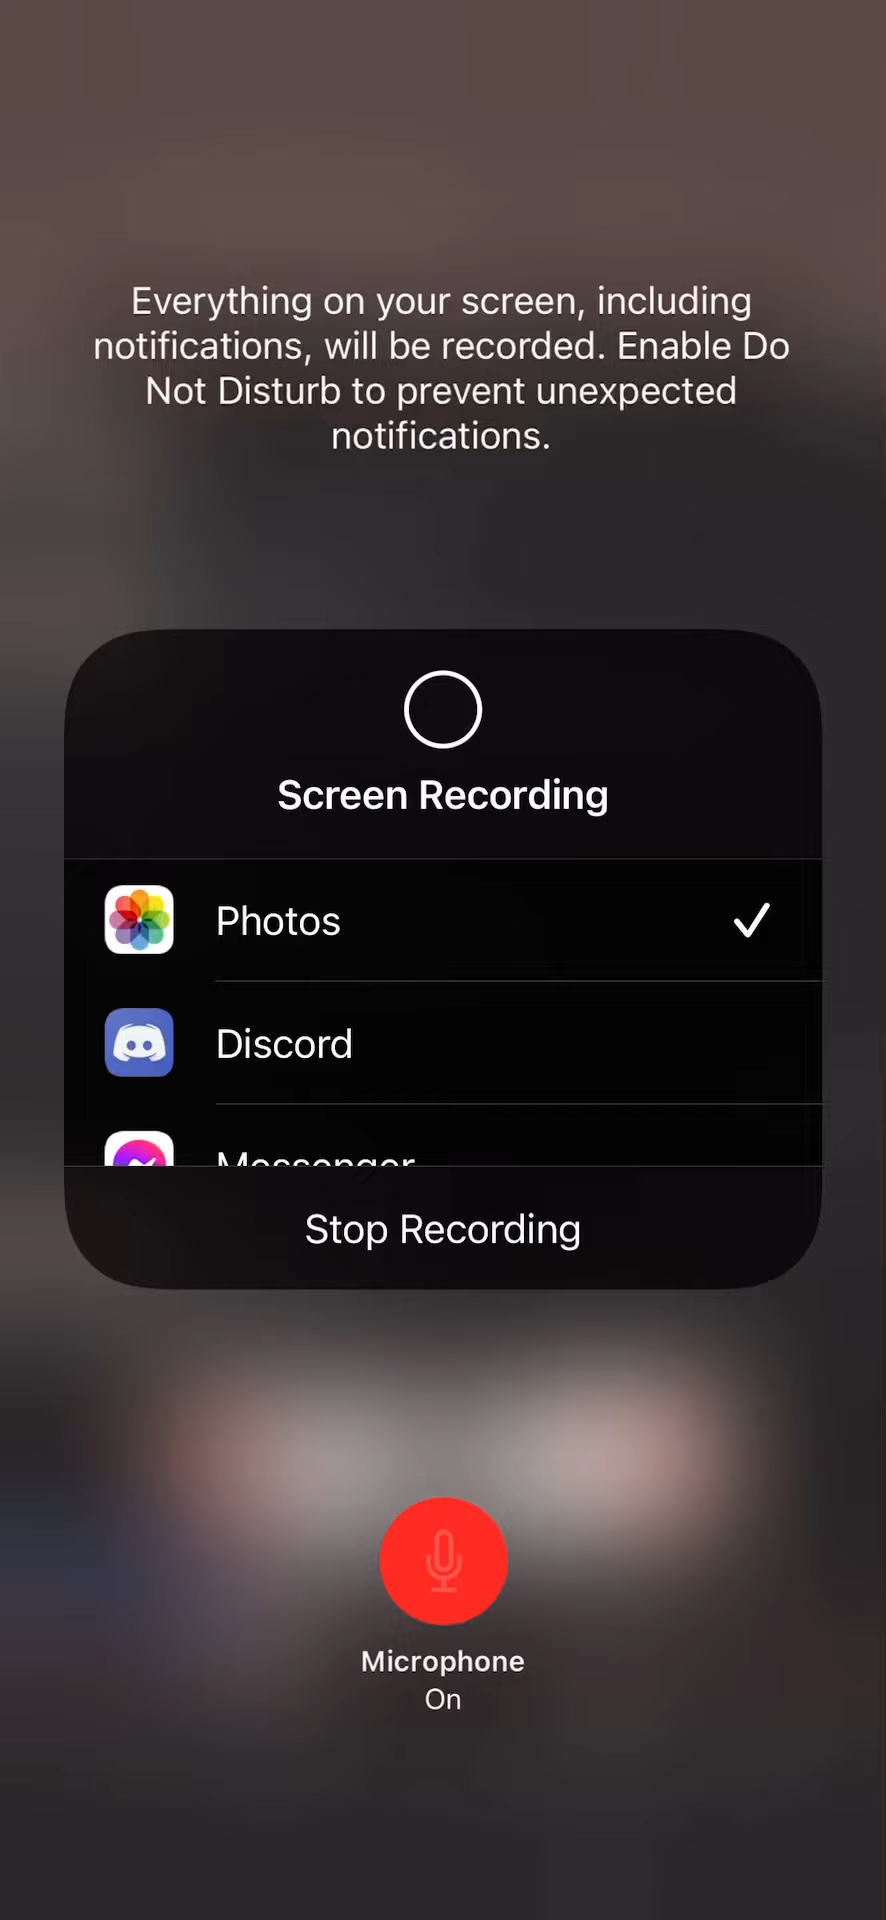 Everything on your screen, including
notifications, will be recorded. Enable Do
Not Disturb to prevent unexpected
notifications.
Screen Recording
Photos
Discord
Messenger
Stop Recording
Microphone
On